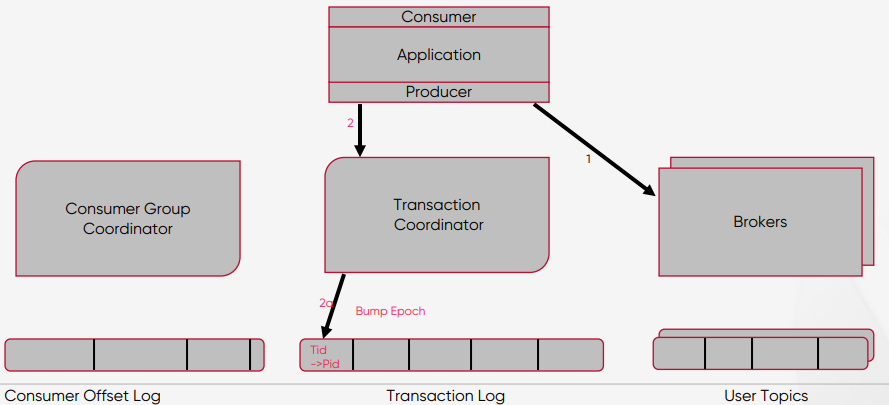 Consumer
Application
Producer
2
1
Consumer Group
Coordinator
Transaction
Coordinator
Brokers
2a
Bump Epoch
Tid
->Pid
Consumer Offset Log
Transaction Log
User Topics